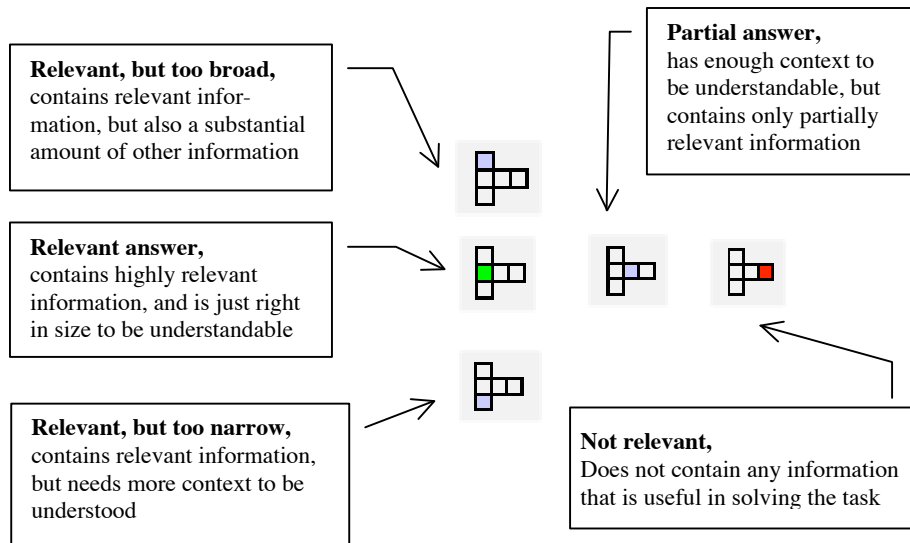 Relevant, but too broad,
contains relevant infor-
mation, but also a substantial
amount of other information
Partial answer,
has enough context to
be understandable, but
contains only partially
relevant information
Relevant answer,
contains highly relevant
information, and is just right
in size to be understandable
Relevant, but too narrow,
contains relevant information,
but needs more context to be
understood
Not relevant,
Does not contain any information
that is useful in solving the task